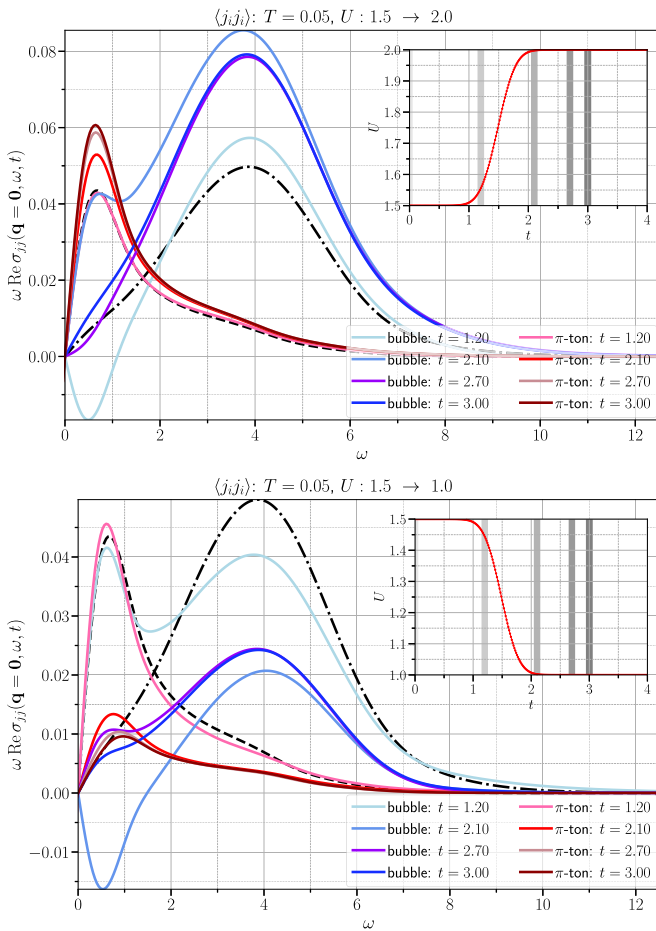 ⟨j_i j_i⟩: T = 0.05, U : 1.5 → 2.0
ω Re σ_jj(q = 0, ω, t)
0.08
0.06
0.04
0.02
0.00
0 2 4 6 8 10 12
ω
U
2.0
1.9
1.8
1.7
1.6
1.5
0 1 2 3 4
t
bubble: t = 1.20 π-ton: t = 1.20
bubble: t = 2.10 π-ton: t = 2.10
bubble: t = 2.70 π-ton: t = 2.70
bubble: t = 3.00 π-ton: t = 3.00
⟨j_i j_i⟩: T = 0.05, U : 1.5 → 1.0
ω Re σ_jj(q = 0, ω, t)
0.04
0.03
0.02
0.01
0.00
−0.01
0 2 4 6 8 10 12
ω
U
1.5
1.4
1.3
1.2
1.1
1.0
0 1 2 3 4
t
bubble: t = 1.20 π-ton: t = 1.20
bubble: t = 2.10 π-ton: t = 2.10
bubble: t = 2.70 π-ton: t = 2.70
bubble: t = 3.00 π-ton: t = 3.00